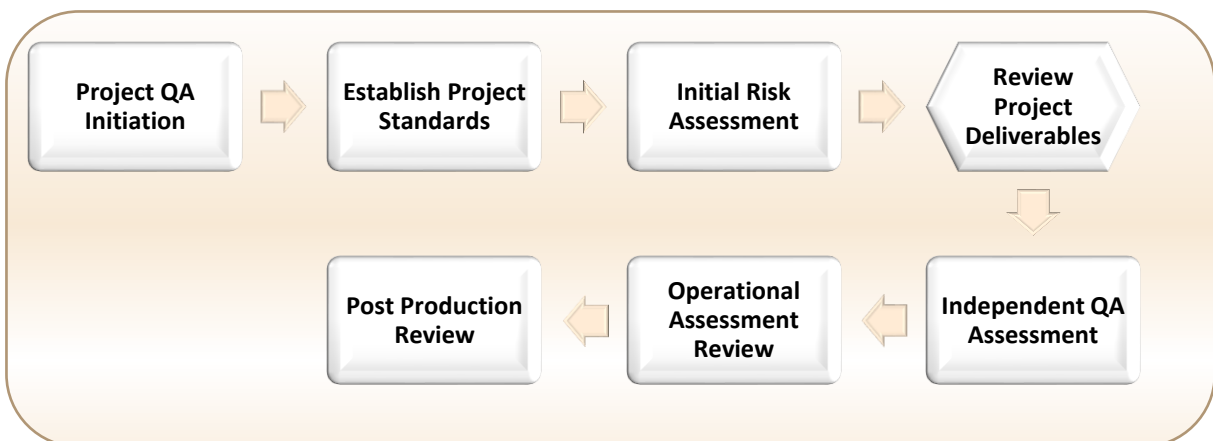 Project QA
Initiation
Establish Project
Standards
Initial Risk
Assessment
Review
Project
Deliverables
Independent QA
Assessment
Operational
Assessment
Review
Post Production
Review